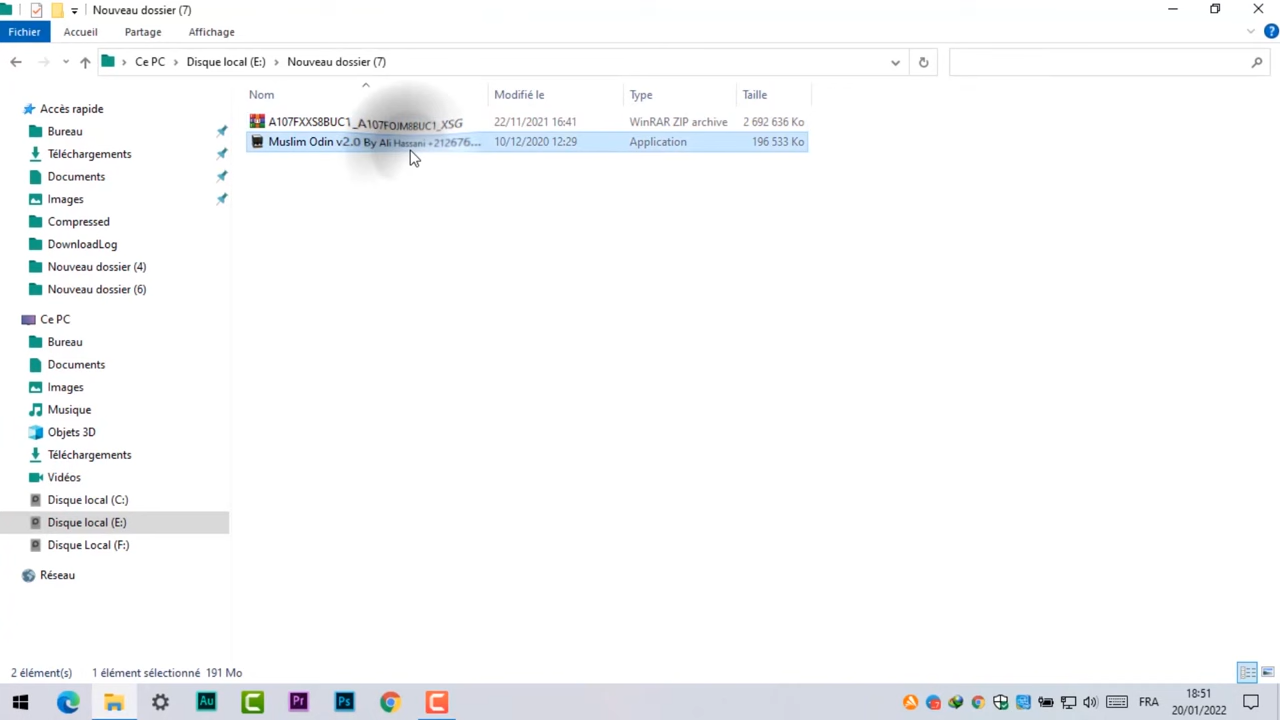 Nouveau dossier (7)
Fichier Accueil Partage Affichage
Ce PC Disque local (E:) Nouveau dossier (7)
Nom Modifié le Type Taille
A107FXXS8BUC1_A107FOJM8BUC1_XSG 22/11/2021 16:41 WinRAR ZIP archive 2 692 636 Ko
Muslim Odin v2.0 By Ali Hassani +212676... 10/12/2020 12:29 Application 196 533 Ko
Accès rapide
Bureau
Téléchargements
Documents
Images
Compressed
DownloadLog
Nouveau dossier (4)
Nouveau dossier (6)
Ce PC
Bureau
Documents
Images
Musique
Objets 3D
Téléchargements
Vidéos
Disque local (C:)
Disque local (E:)
Disque Local (F:)
Réseau
2 élément(s) 1 élément sélectionné 191 Mo
Au Pr Ps FRA 18:51
20/01/2022